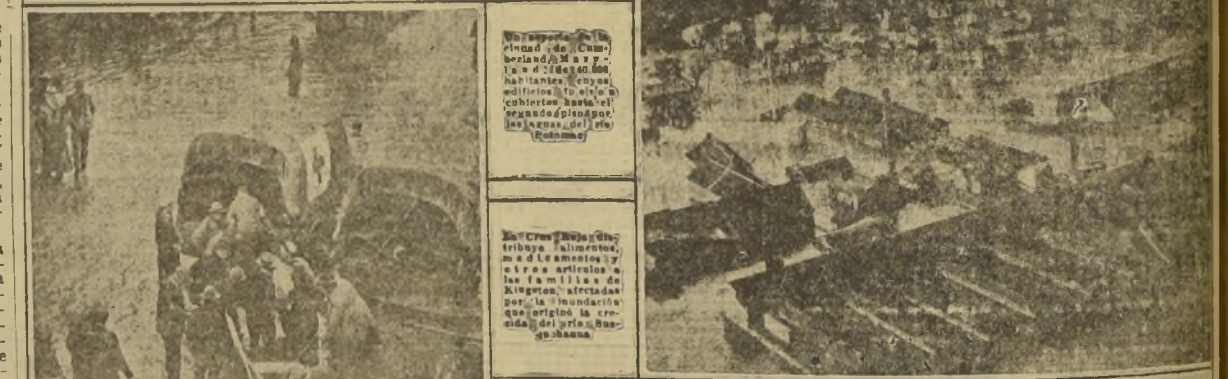 Un aspecto de la
ciudad de Cum-
berland, Mary-
land, de 40.000
habitantes, cuyos
edificios fueron
cubiertos hasta el
segundo piso por
las aguas del río
Potomac
La Cruz Roja dis-
tribuye alimentos,
medicamentos y
otros artículos a
las familias de
Kingston, afectadas
por la inundación
que originó la cre-
cida del río Sus-
quehanna